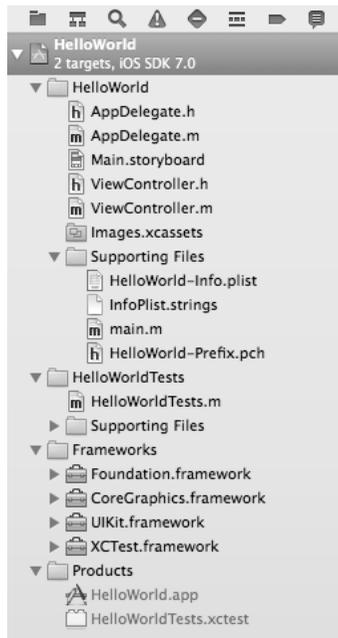 HelloWorld
2 targets, iOS SDK 7.0
HelloWorld
h AppDelegate.h
m AppDelegate.m
Main.storyboard
h ViewController.h
m ViewController.m
Images.xcassets
Supporting Files
HelloWorld-Info.plist
InfoPlist.strings
m main.m
h HelloWorld-Prefix.pch
HelloWorldTests
m HelloWorldTests.m
Supporting Files
Frameworks
Foundation.framework
CoreGraphics.framework
UIKit.framework
XCTest.framework
Products
HelloWorld.app
HelloWorldTests.xctest